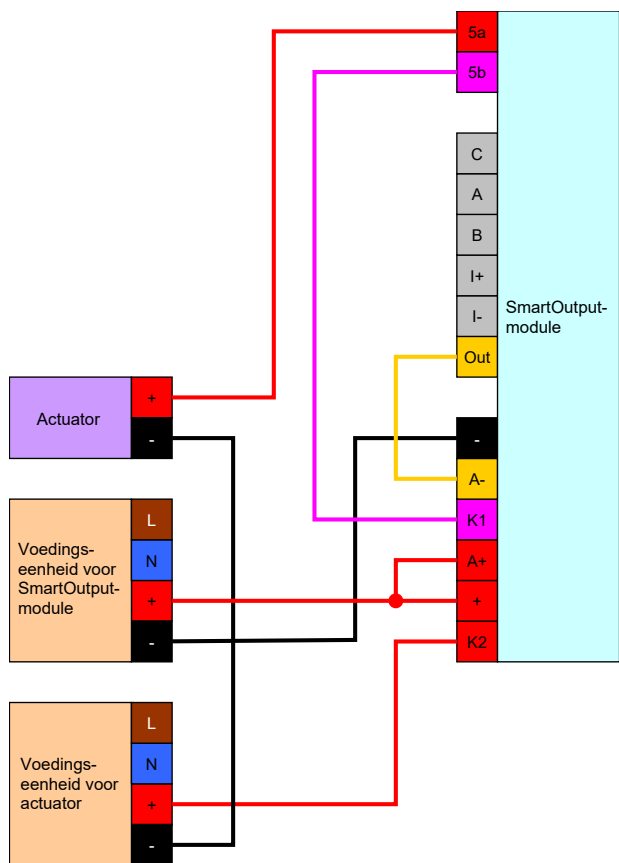 5a
5b
C
A
B
I+
I-
Out
-
A-
K1
A+
+
K2
SmartOutput-
module
Actuator
+
-
Voedings-
eenheid voor
SmartOutput-
module
L
N
+
-
Voedings-
eenheid voor
actuator
L
N
+
-